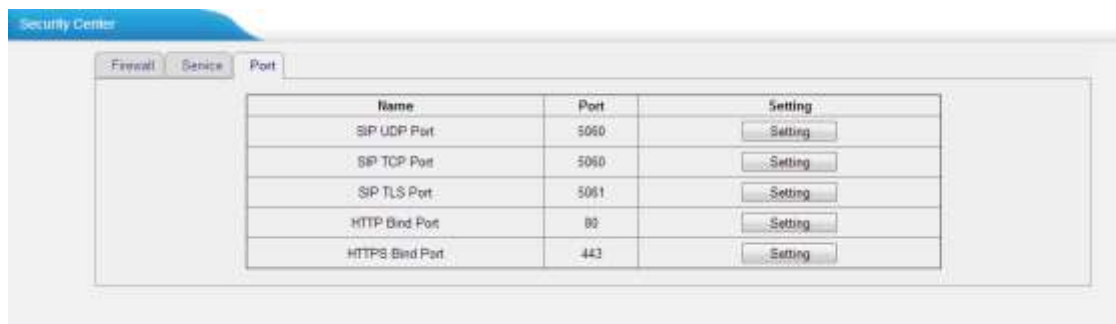 Security Center
Firewall Service Port
Name Port Setting
SIP UDP Port 5060 Setting
SIP TCP Port 5060 Setting
SIP TLS Port 5061 Setting
HTTP Bind Port 80 Setting
HTTPS Bind Port 443 Setting